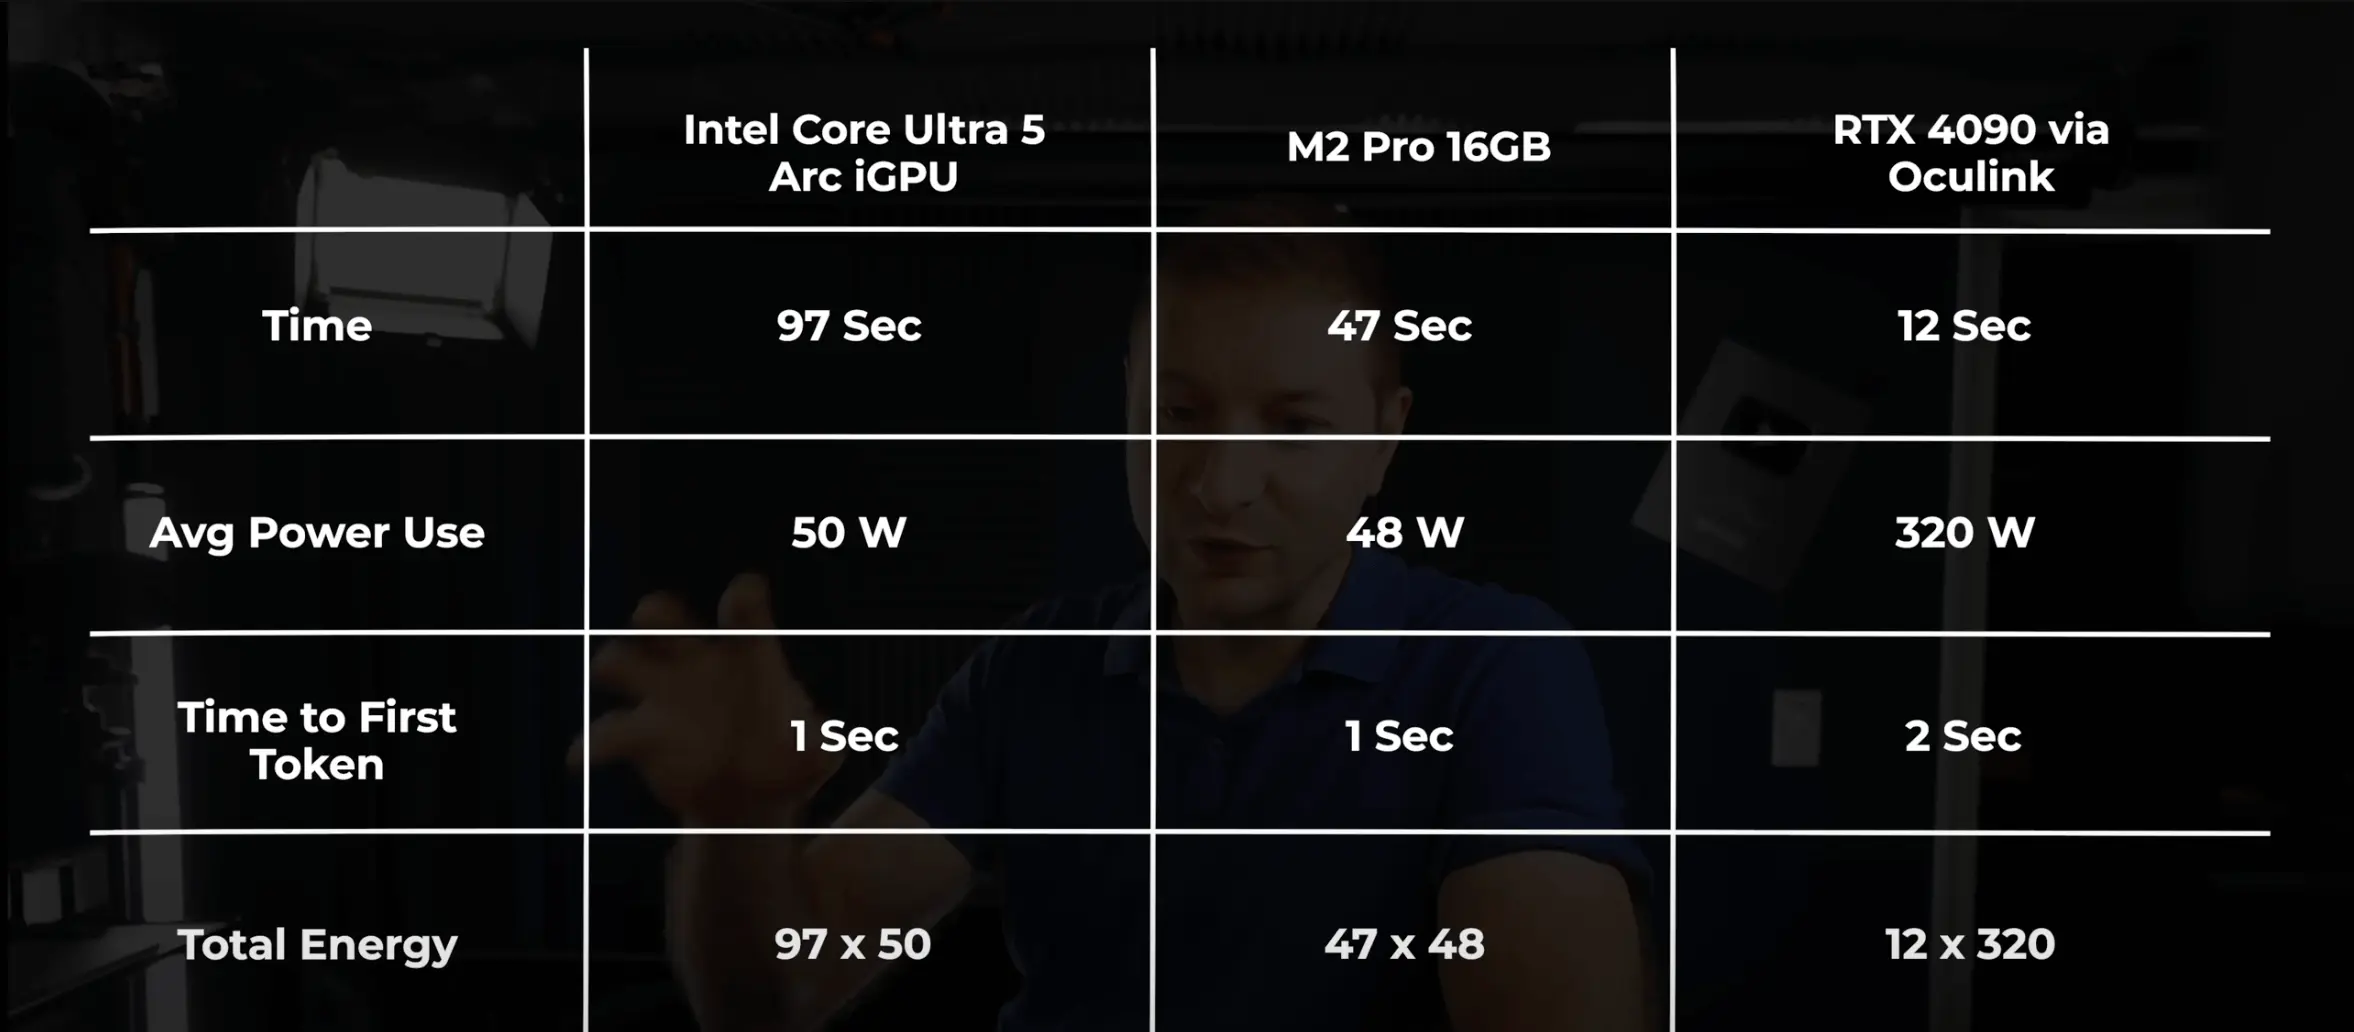 Intel Core Ultra 5
Arc iGPU
M2 Pro 16GB
RTX 4090 via
Oculink
Time
97 Sec
47 Sec
12 Sec
Avg Power Use
50 W
48 W
320 W
Time to First
Token
1 Sec
1 Sec
2 Sec
Total Energy
97 x 50
47 x 48
12 x 320